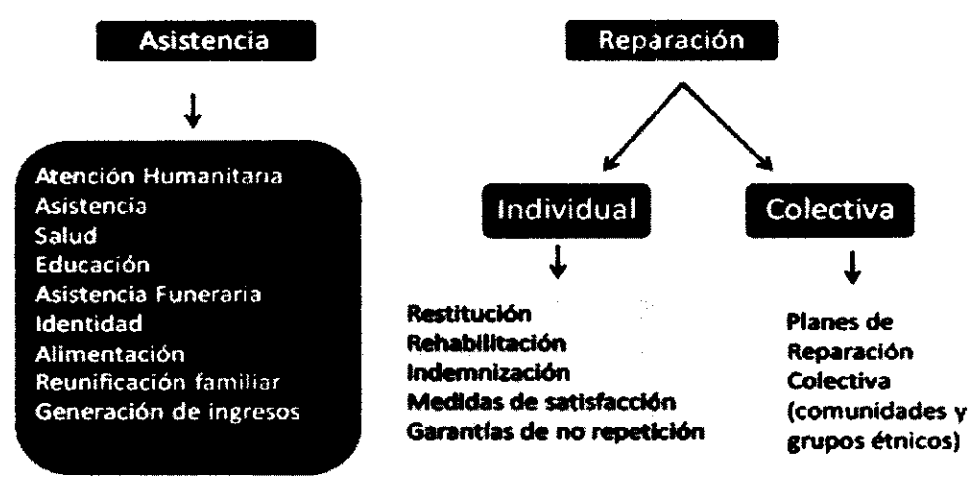 Asistencia
Atención Humanitaria
Asistencia
Salud
Educación
Asistencia Funeraria
Identidad
Alimentación
Reunificación familiar
Generación de ingresos
Reparación
Individual
Restitución
Rehabilitación
Indemnización
Medidas de satisfacción
Garantías de no repetición
Colectiva
Planes de
Reparación
Colectiva
(comunidades y
grupos étnicos)